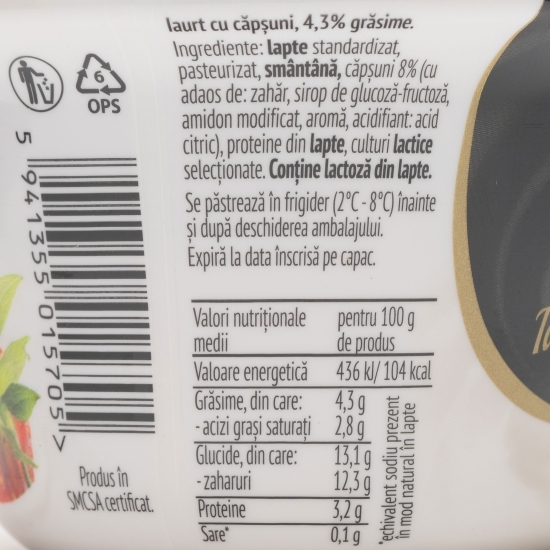 Iaurt cu căpșuni, 4,3% grăsime.
Ingrediente: lapte standardizat,
pasteurizat, smântână, căpșuni 8% (cu
adaos de: zahăr, sirop de glucoză-fructoză,
amidon modificat, aromă, acidifiant: acid
citric), proteine din lapte, culturi lactice
selecționate. Conține lactoză din lapte.
Se păstrează în frigider (2°C - 8°C) înainte
și după deschiderea ambalajului.
Expiră la data înscrisă pe capac.
6
OPS
5 941355 015705 >
Produs în
SMCSA certificat.
Valori nutriționale pentru 100 g
medii de produs
Valoare energetică 436 kJ/ 104 kcal
Grăsime, din care: 4,3 g
- acizi grași saturați 2,8 g
Glucide, din care: 13,1 g
- zaharuri 12,3 g
Proteine 3,2 g
Sare* 0,1 g
*echivalent sodiu prezent
în mod natural în lapte